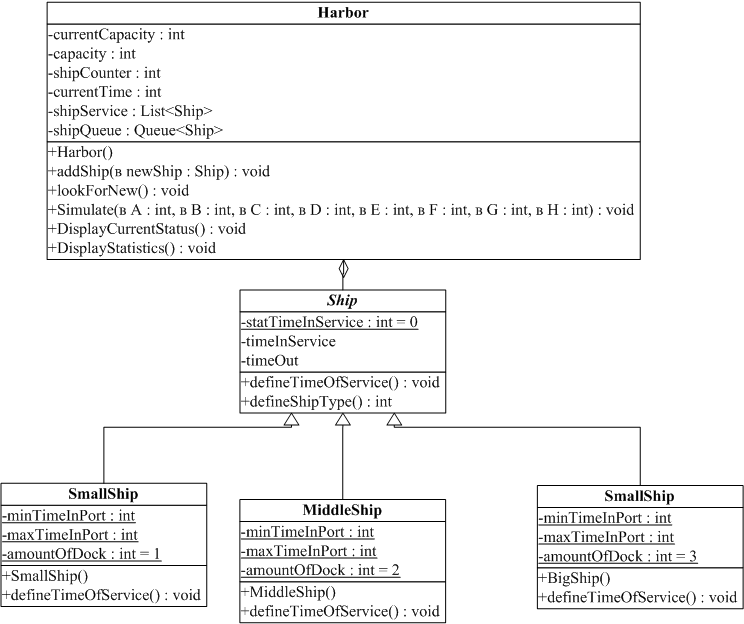 Harbor
-currentCapacity : int
-capacity : int
-shipCounter : int
-currentTime : int
-shipService : List<Ship>
-shipQueue : Queue<Ship>
+Harbor()
+addShip(в newShip : Ship) : void
+lookForNew() : void
+Simulate(в A : int, в B : int, в C : int, в D : int, в E : int, в F : int, в G : int, в H : int) : void
+DisplayCurrentStatus() : void
+DisplayStatistics() : void
Ship
-statTimeInService : int = 0
-timeInService
-timeOut
+defineTimeOfService() : void
+defineShipType() : int
SmallShip
-minTimeInPort : int
-maxTimeInPort : int
-amountOfDock : int = 1
+SmallShip()
+defineTimeOfService() : void
MiddleShip
-minTimeInPort : int
-maxTimeInPort : int
-amountOfDock : int = 2
+MiddleShip()
+defineTimeOfService() : void
SmallShip
-minTimeInPort : int
-maxTimeInPort : int
-amountOfDock : int = 3
+BigShip()
+defineTimeOfService() : void